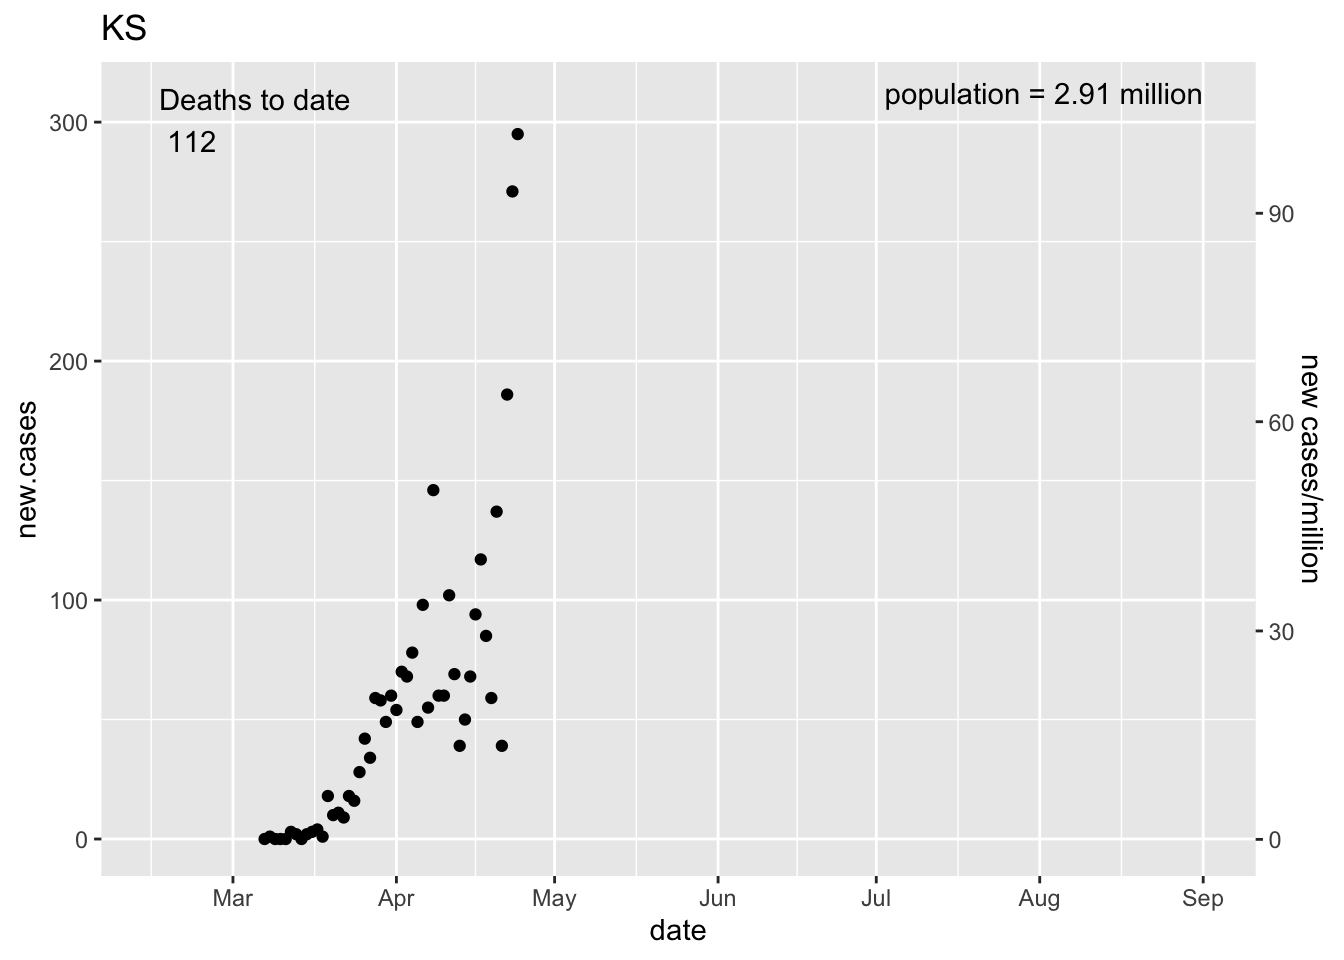 KS
Deaths to date
112
population = 2.91 million
300
200
100
0
new.cases
90
60
30
0
new cases/million
Mar Apr May Jun Jul Aug Sep
date